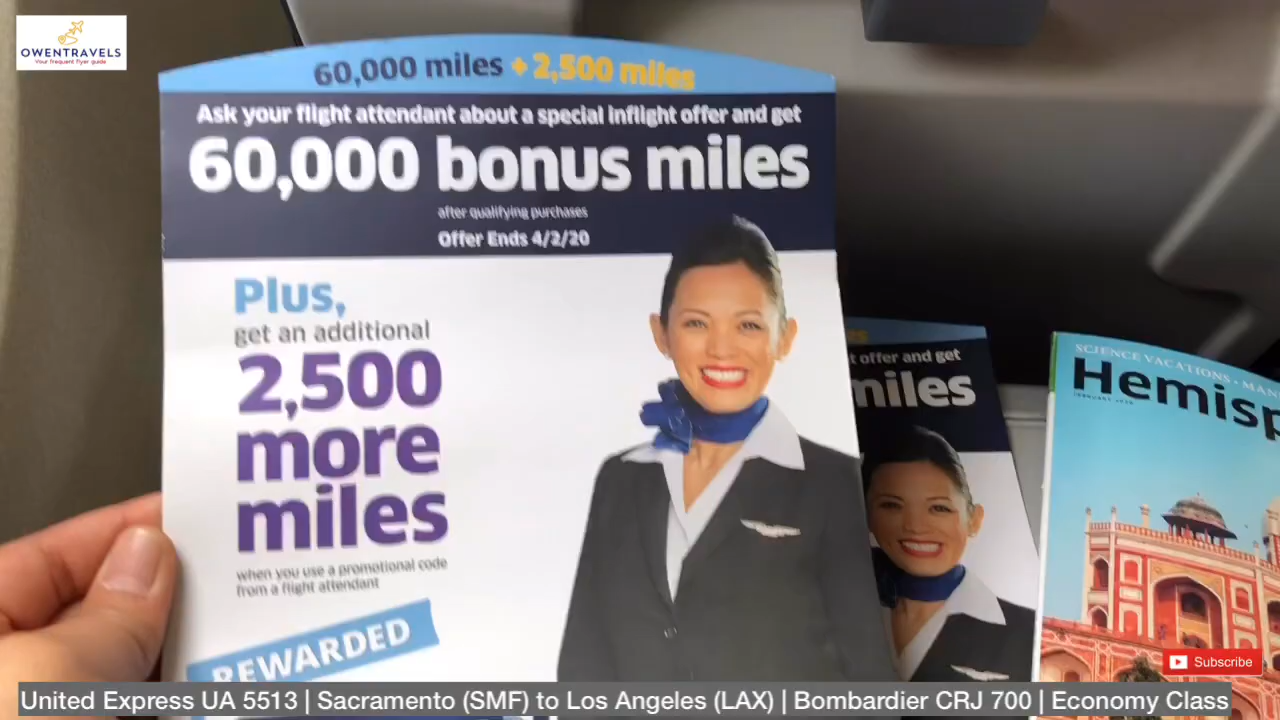 OWENTRAVELS
Your frequent flyer guide
60,000 miles + 2,500 miles
Ask your flight attendant about a special inflight offer and get
60,000 bonus miles
after qualifying purchases
Offer Ends 4/2/20
Plus,
get an additional
2,500
more
miles
when you use a promotional code
from a flight attendant
REWARDED
t offer and get
miles
SCIENCE VACATIONS · MAN
Hemisp
Subscribe
United Express UA 5513 | Sacramento (SMF) to Los Angeles (LAX) | Bombardier CRJ 700 | Economy Class